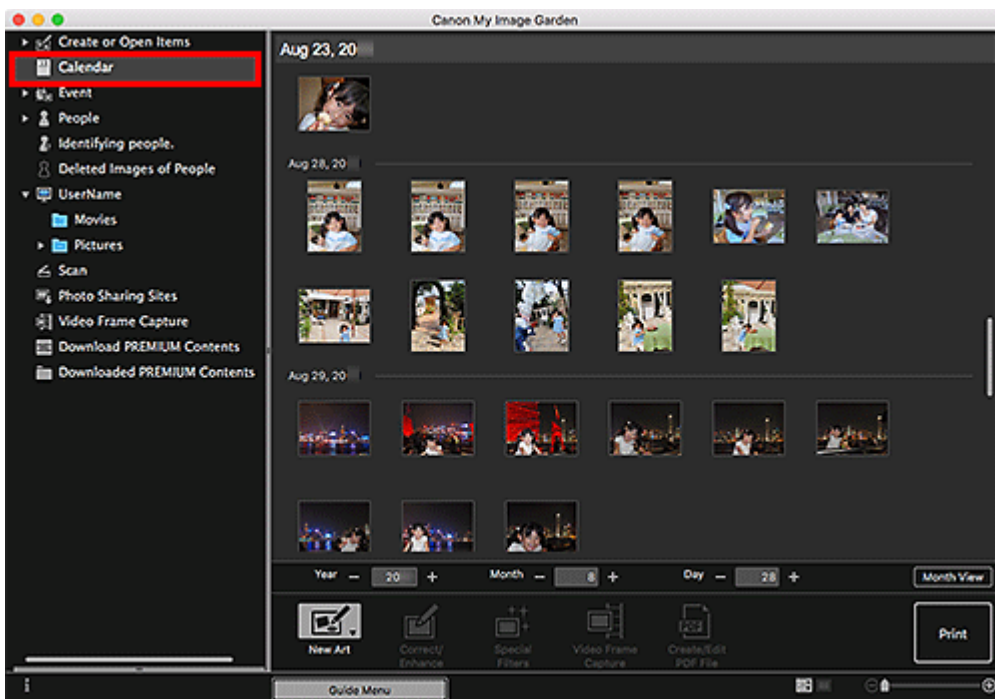 Canon My Image Garden
Create or Open Items
Calendar
Event
People
Identifying people.
Deleted Images of People
UserName
Movies
Pictures
Scan
Photo Sharing Sites
Video Frame Capture
Download PREMIUM Contents
Downloaded PREMIUM Contents
Aug 23, 20
Aug 28, 20
Aug 29, 20
Year − 20 + Month − 8 + Day − 28 + Month View
New Art
Correct/
Enhance
Special
Filters
Video Frame
Capture
Create/Edit
PDF File
Print
Guide Menu